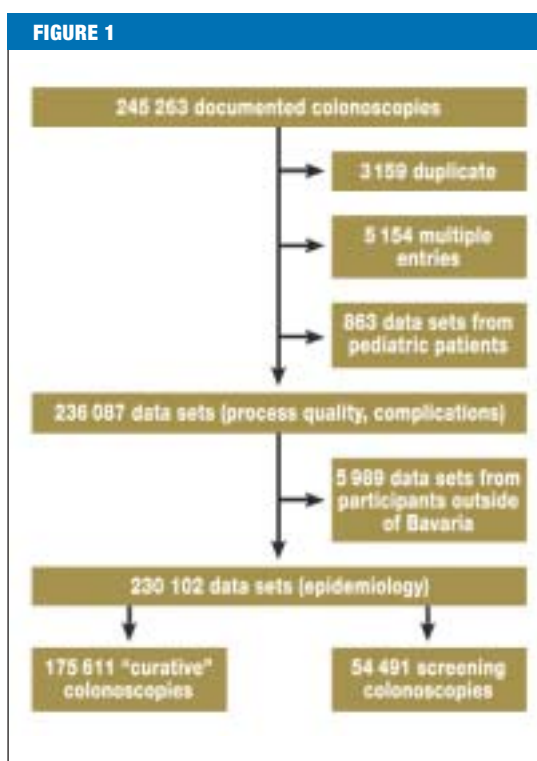 FIGURE 1
245 263 documented colonoscopies
3 159 duplicate
5 154 multiple
entries
863 data sets from
pediatric patients
236 087 data sets (process quality, complications)
5 989 data sets from
participants outside
of Bavaria
230 102 data sets (epidemiology)
175 611 "curative"
colonoscopies
54 491 screening
colonoscopies